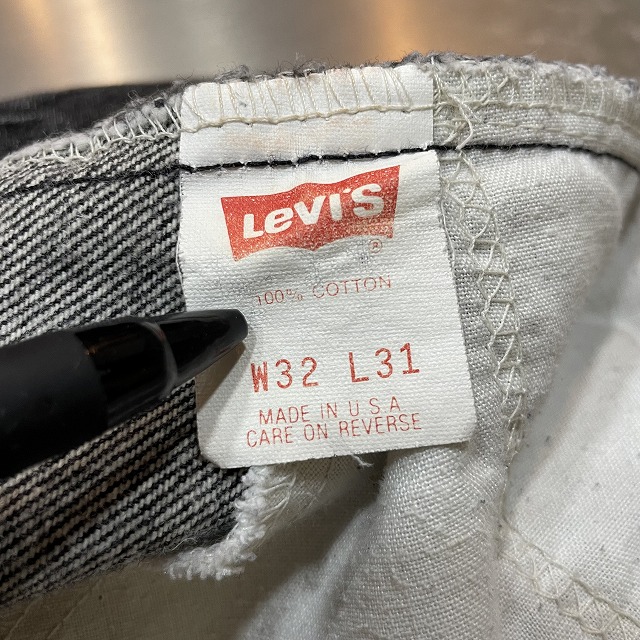 Levi's
®
100% COTTON
W32 L31
MADE IN U.S.A
CARE ON REVERSE